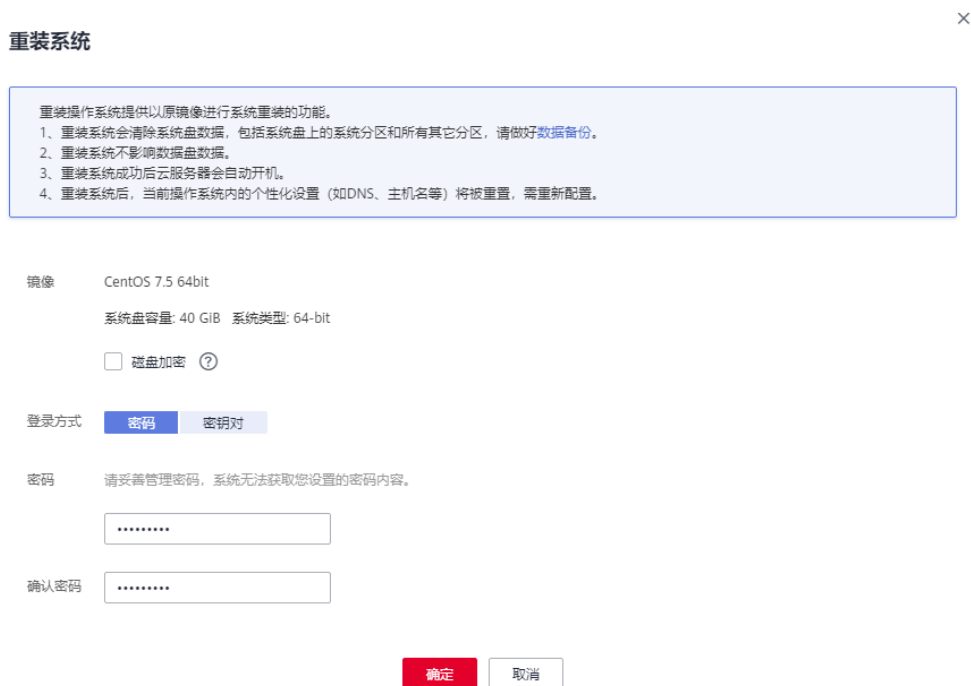 重装系统
重装操作系统提供以原镜像进行系统重装的功能。
1、重装系统会清除系统盘数据，包括系统盘上的系统分区和所有其它分区，请做好数据备份。
2、重装系统不影响数据盘数据。
3、重装系统成功后云服务器会自动开机。
4、重装系统后，当前操作系统内的个性化设置（如DNS、主机名等）将被重置，需重新配置。
镜像 CentOS 7.5 64bit
系统盘容量: 40 GiB 系统类型: 64-bit
磁盘加密 ?
登录方式 密码 密钥对
密码 请妥善管理密码，系统无法获取您设置的密码内容。
•••••••••
确认密码 •••••••••
确定 取消